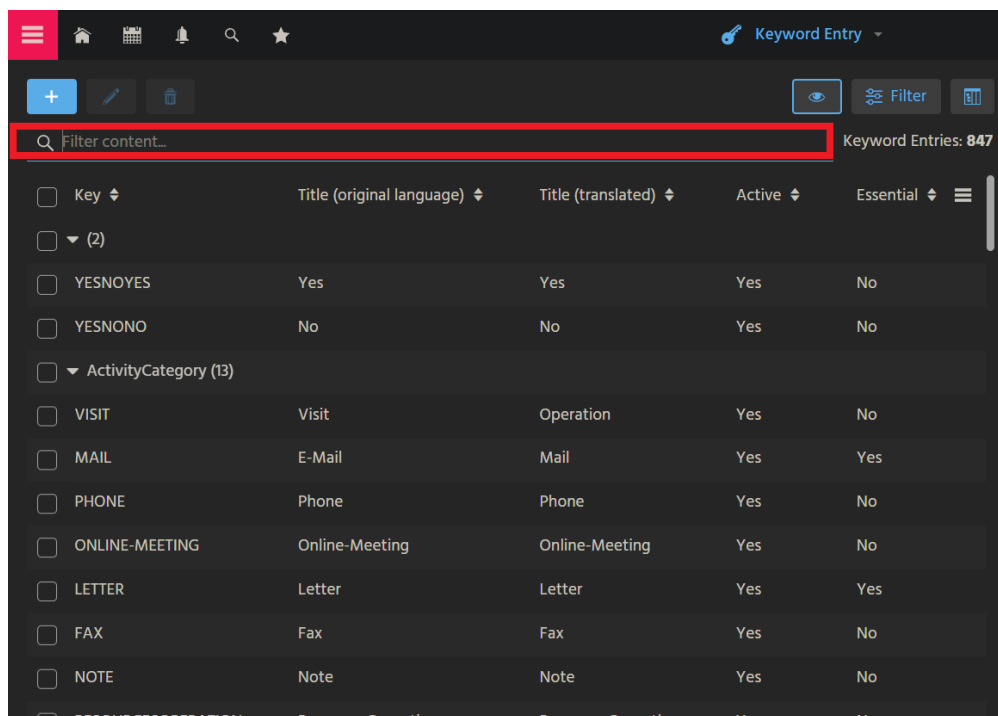 Keyword Entry
Filter
Filter content...
Keyword Entries: 847
Key Title (original language) Title (translated) Active Essential
(2)
YESNOYES Yes Yes Yes No
YESNONO No No Yes No
ActivityCategory (13)
VISIT Visit Operation Yes No
MAIL E-Mail Mail Yes Yes
PHONE Phone Phone Yes No
ONLINE-MEETING Online-Meeting Online-Meeting Yes No
LETTER Letter Letter Yes Yes
FAX Fax Fax Yes No
NOTE Note Note Yes No